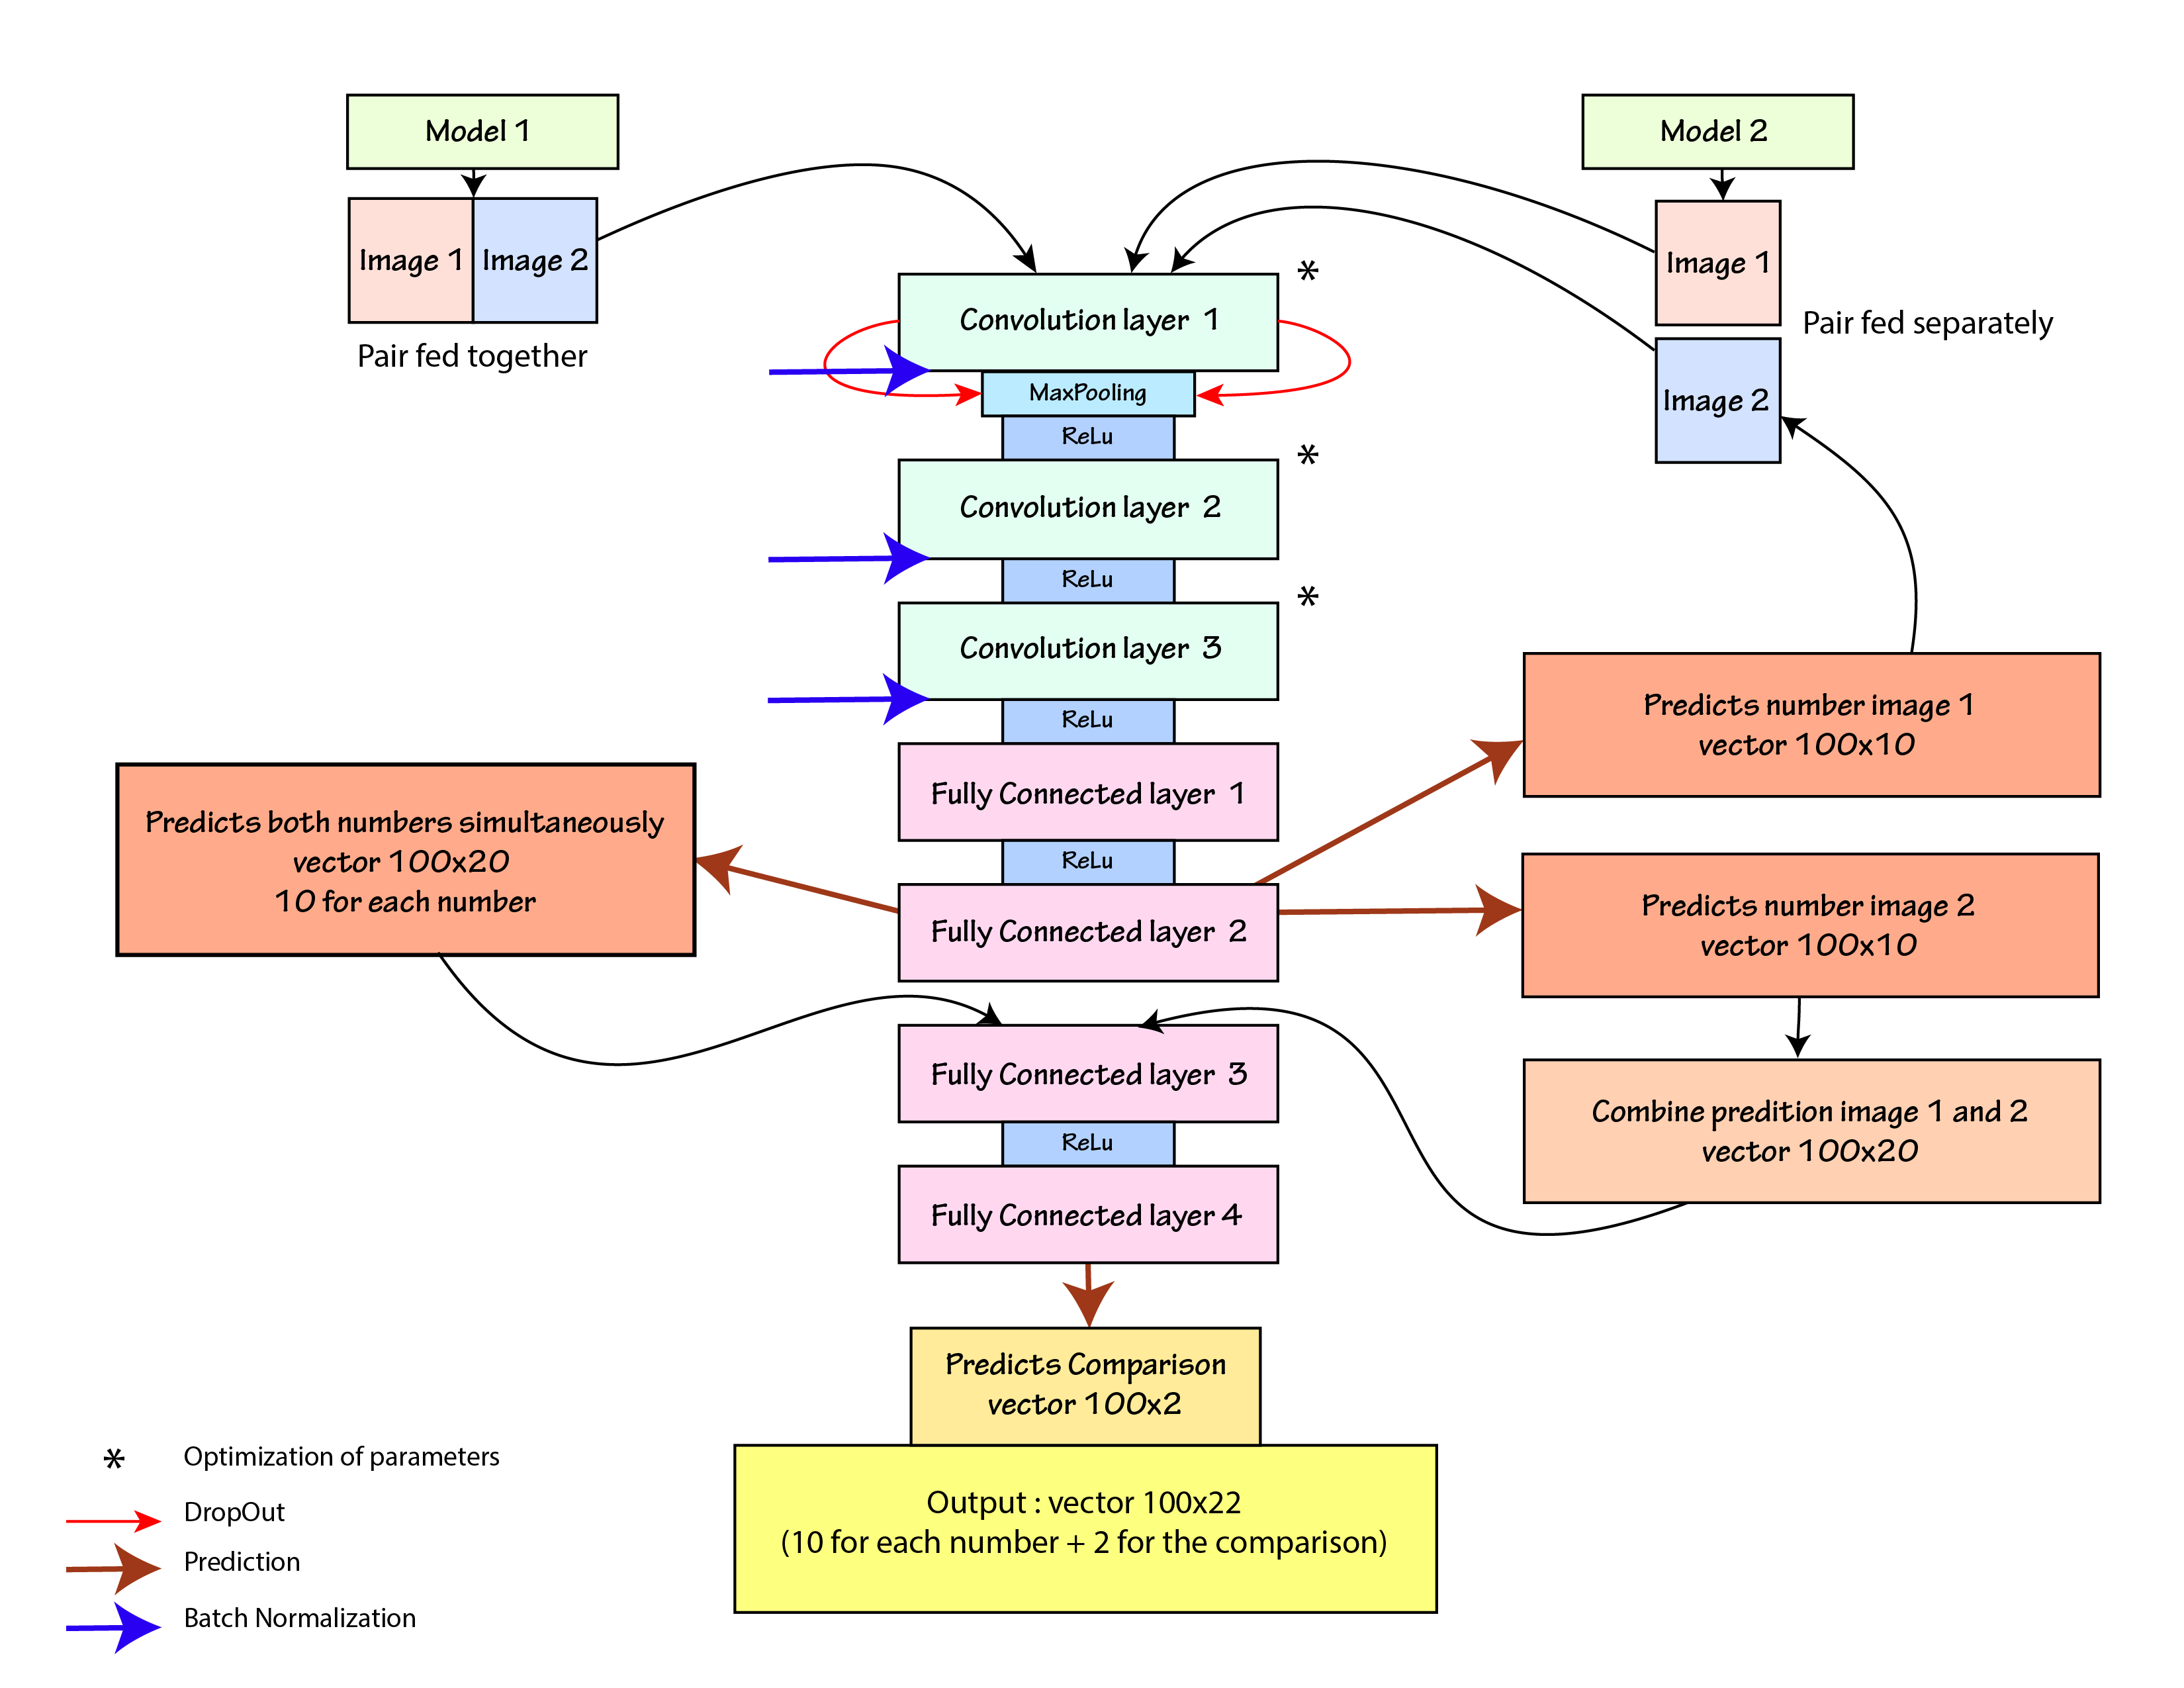 Model 1
Model 2
Image 1
Image 2
Pair fed together
Image 1
Image 2
Pair fed separately
*
Convolution layer 1
MaxPooling
ReLu
*
Convolution layer 2
ReLu
*
Convolution layer 3
ReLu
Fully Connected layer 1
ReLu
Fully Connected layer 2
Predicts both numbers simultaneously
vector 100x20
10 for each number
Predicts number image 1
vector 100x10
Predicts number image 2
vector 100x10
Combine predition image 1 and 2
vector 100x20
Fully Connected layer 3
ReLu
Fully Connected layer 4
Predicts Comparison
vector 100x2
Output : vector 100x22
(10 for each number + 2 for the comparison)
* Optimization of parameters
DropOut
Prediction
Batch Normalization